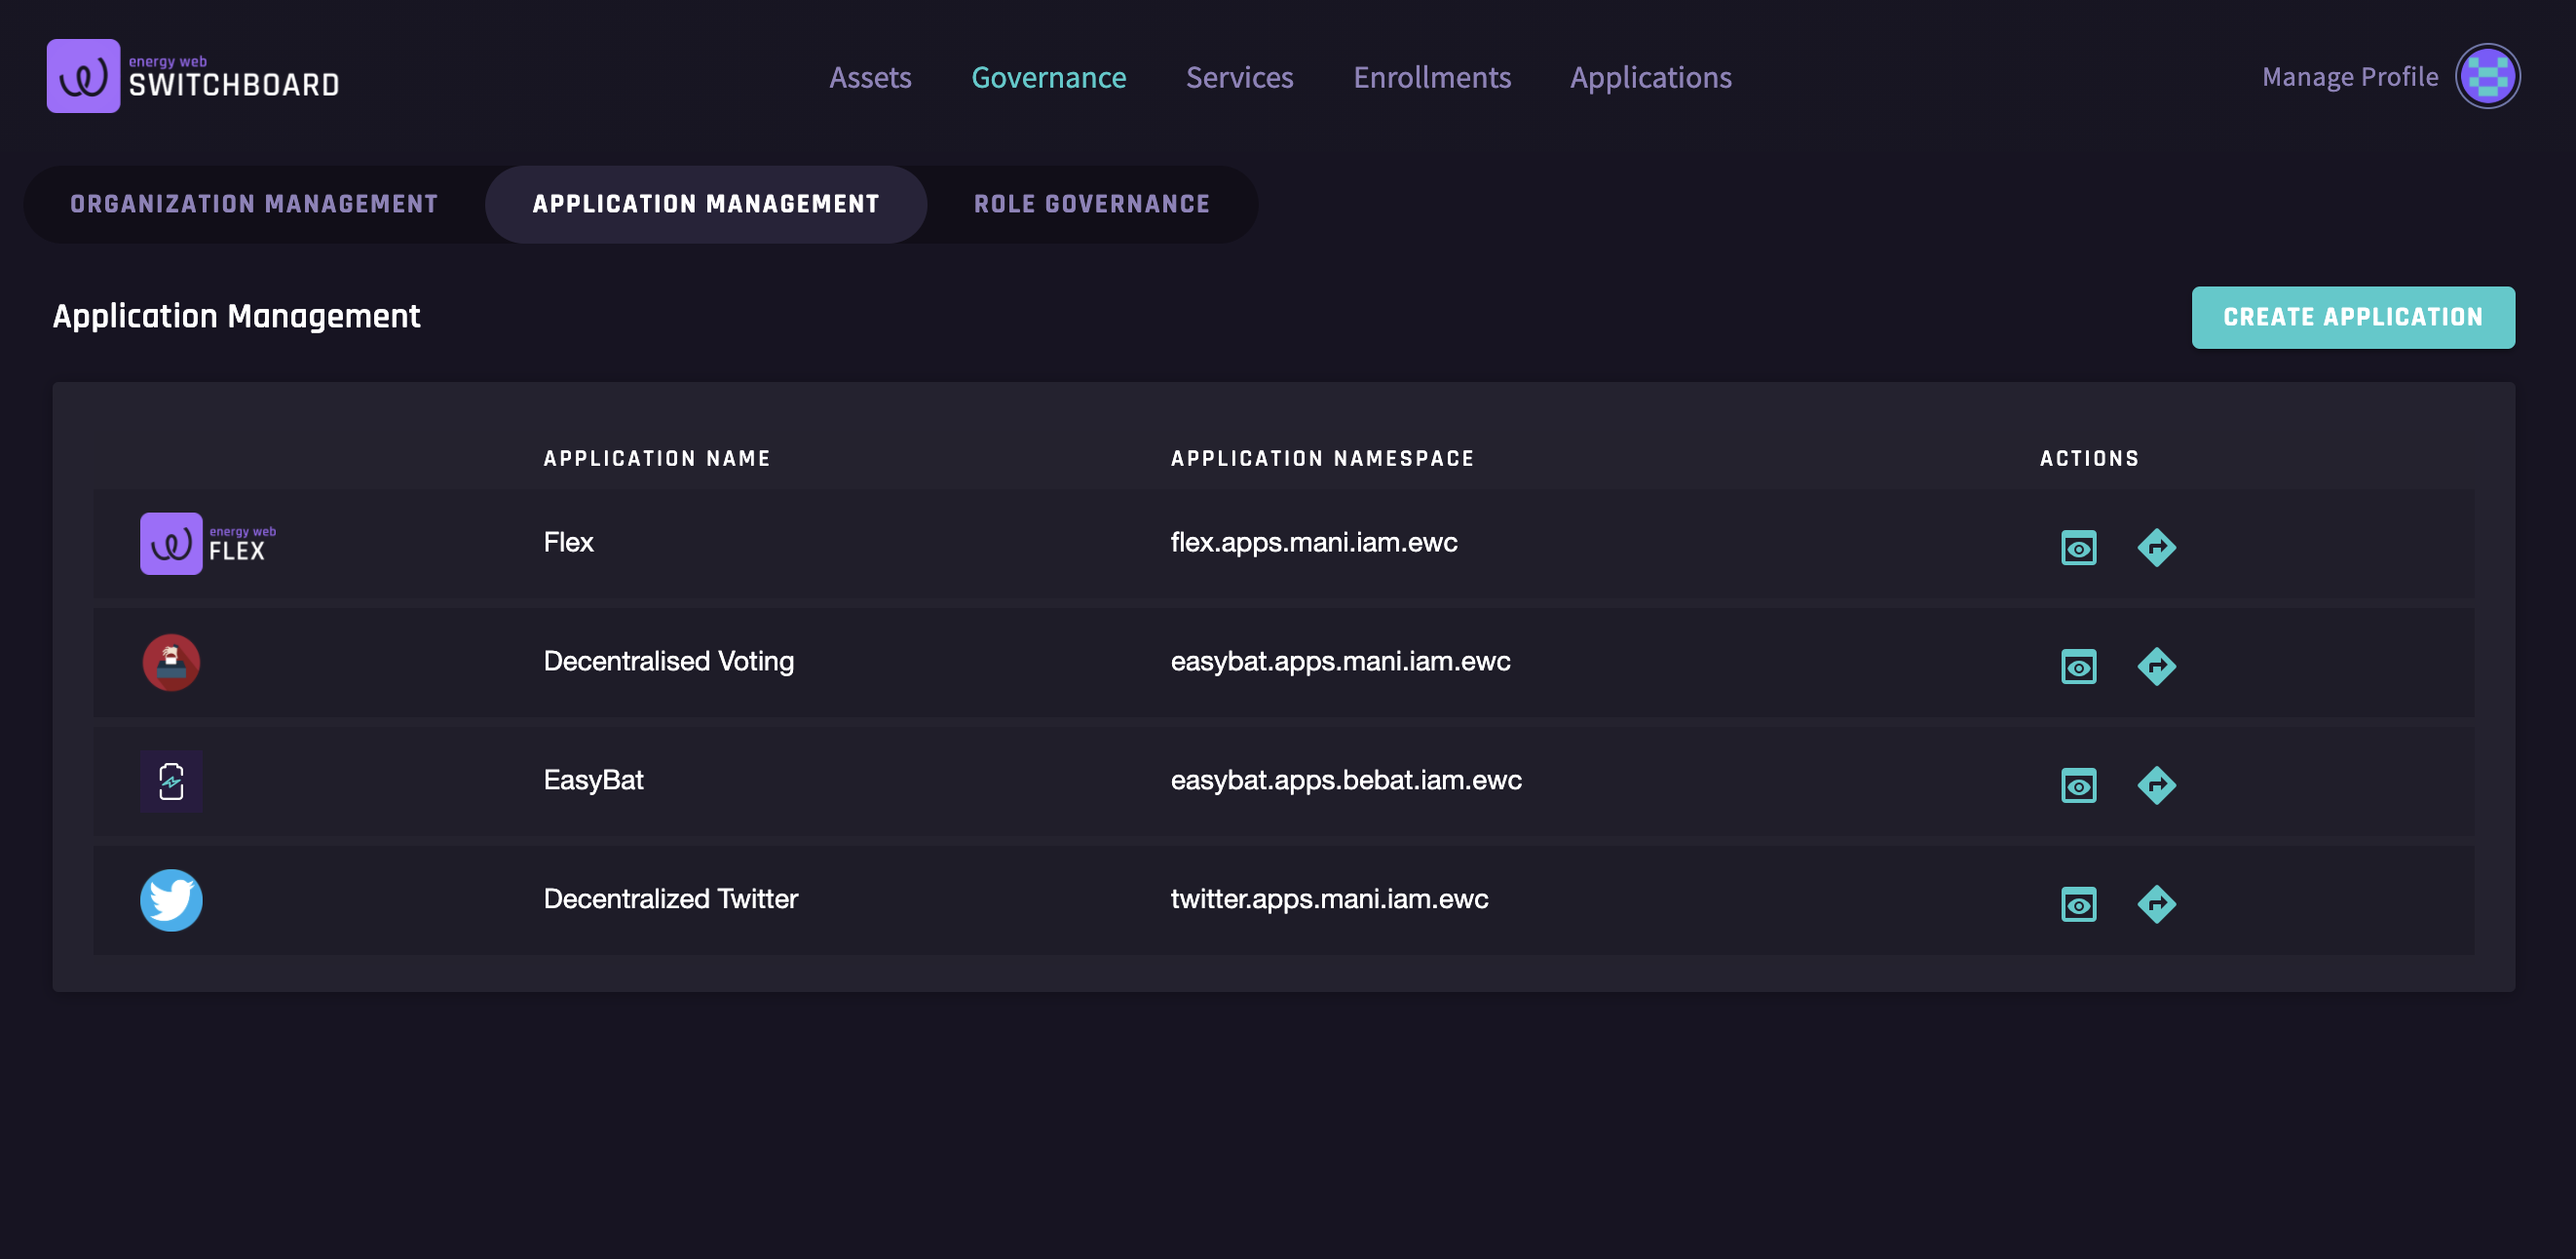 energy web
SWITCHBOARD
Assets Governance Services Enrollments Applications
Manage Profile
ORGANIZATION MANAGEMENT APPLICATION MANAGEMENT ROLE GOVERNANCE
Application Management
CREATE APPLICATION
APPLICATION NAME APPLICATION NAMESPACE ACTIONS
energy web
FLEX
Flex flex.apps.mani.iam.ewc
Decentralised Voting easybat.apps.mani.iam.ewc
EasyBat easybat.apps.bebat.iam.ewc
Decentralized Twitter twitter.apps.mani.iam.ewc